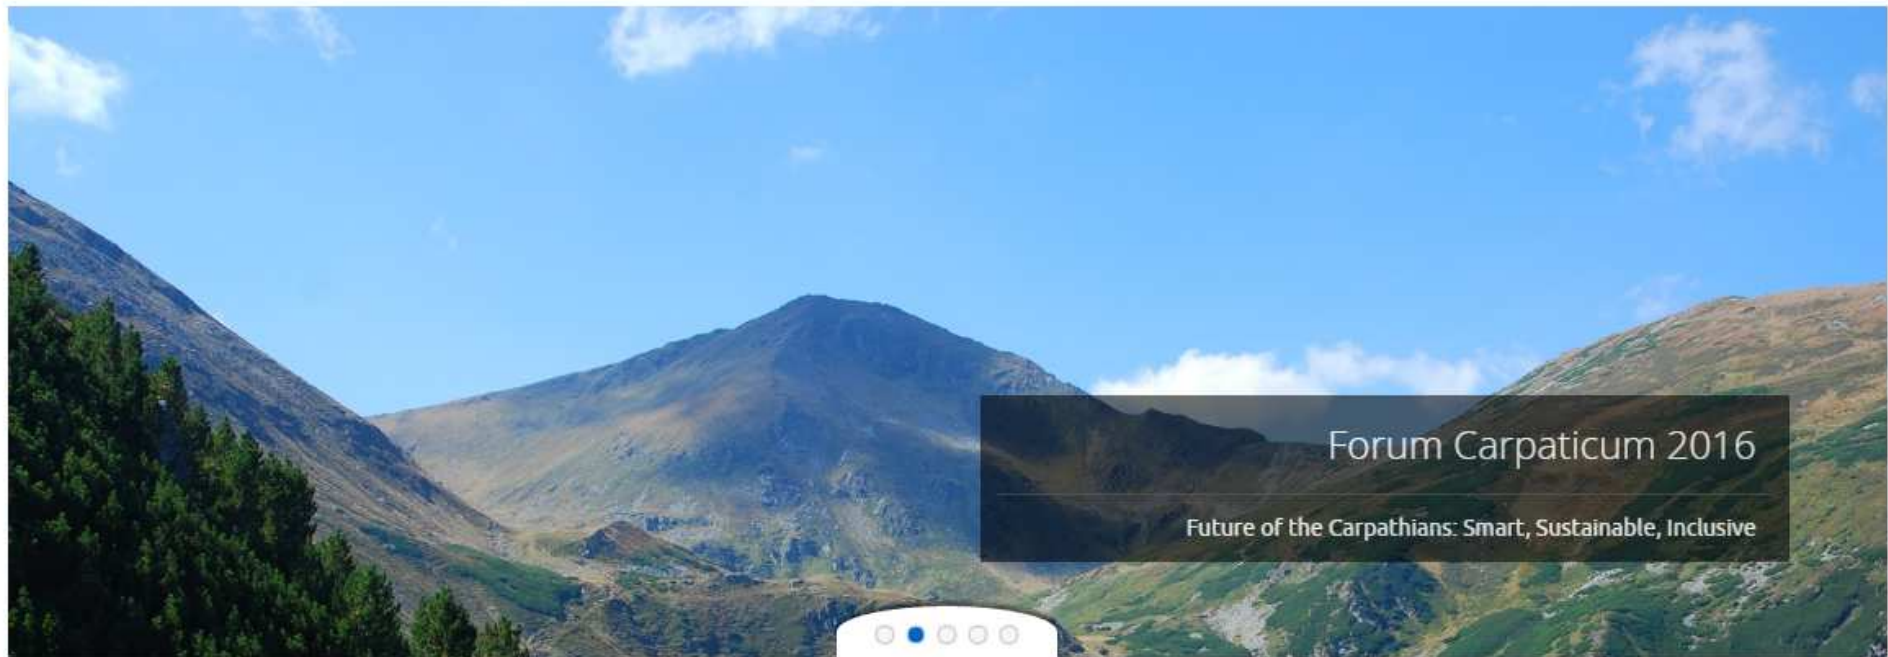 Forum Carpaticum 2016
Future of the Carpathians: Smart, Sustainable, Inclusive